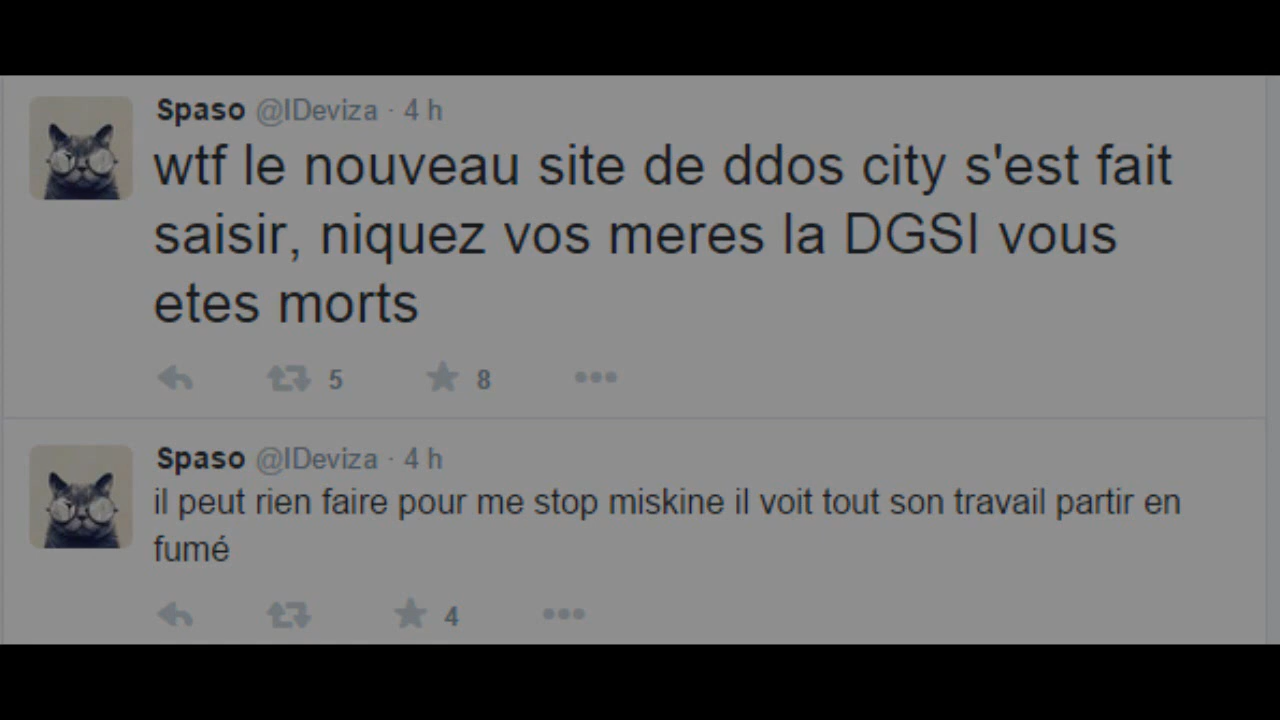 Spaso @IDeviza · 4 h
wtf le nouveau site de ddos city s'est fait
saisir, niquez vos meres la DGSI vous
etes morts
5 8
Spaso @IDeviza · 4 h
il peut rien faire pour me stop miskine il voit tout son travail partir en
fumé
4